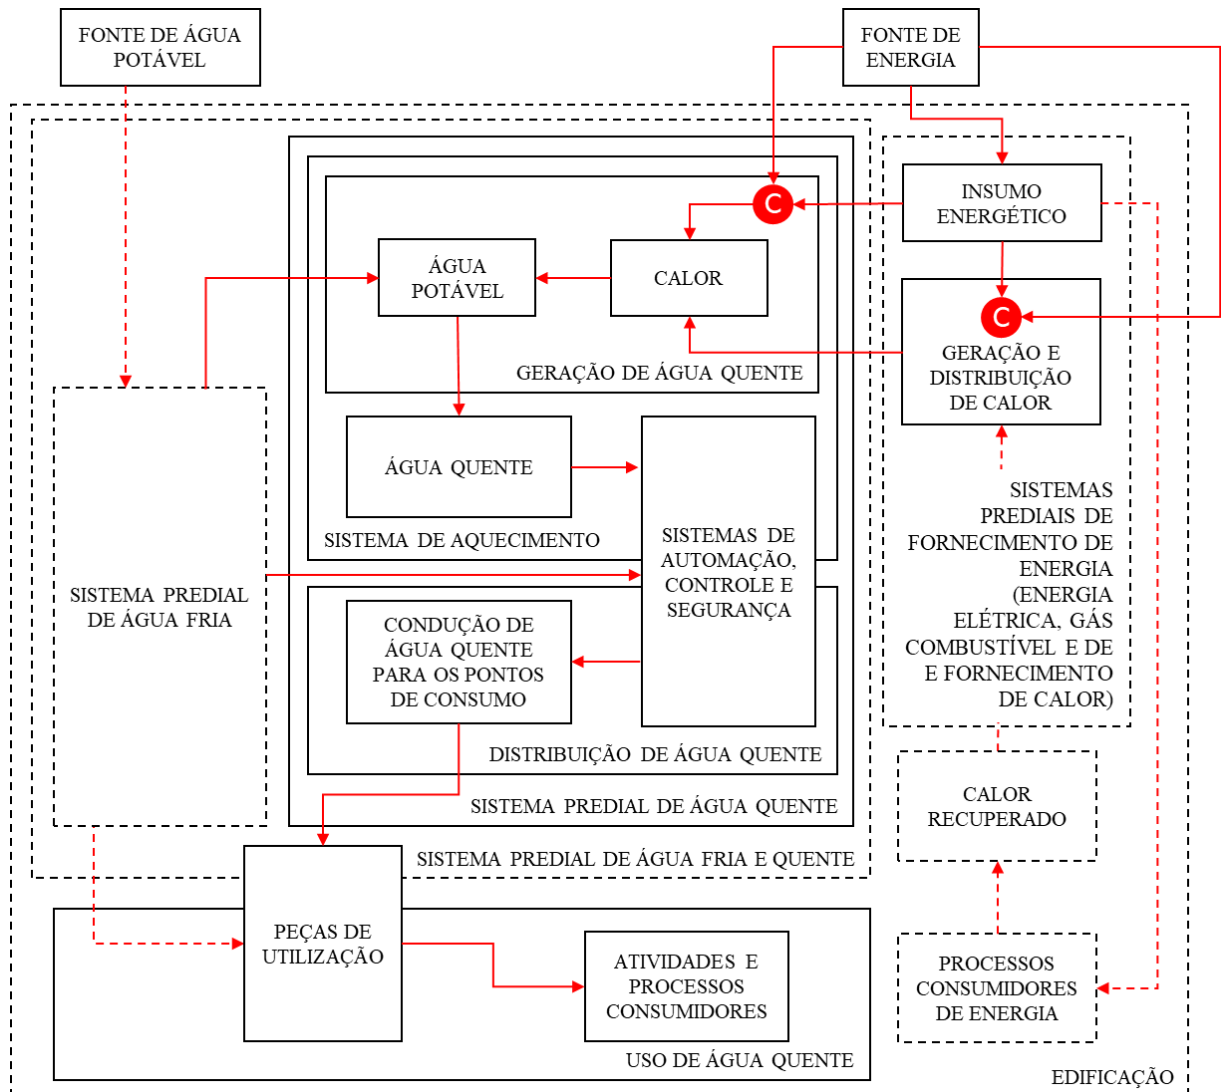 FONTE DE ÁGUA
POTÁVEL
FONTE DE
ENERGIA
C
INSUMO
ENERGÉTICO
ÁGUA
POTÁVEL
CALOR
C
GERAÇÃO E
DISTRIBUIÇÃO
DE CALOR
GERAÇÃO DE ÁGUA QUENTE
ÁGUA QUENTE
SISTEMA DE AQUECIMENTO
SISTEMAS DE
AUTOMAÇÃO,
CONTROLE E
SEGURANÇA
SISTEMAS
PREDIAIS DE
FORNECIMENTO DE
ENERGIA
(ENERGIA
ELÉTRICA, GÁS
COMBUSTÍVEL E DE
E FORNECIMENTO
DE CALOR)
SISTEMA PREDIAL
DE ÁGUA FRIA
CONDUÇÃO DE
ÁGUA QUENTE
PARA OS PONTOS
DE CONSUMO
DISTRIBUIÇÃO DE ÁGUA QUENTE
SISTEMA PREDIAL DE ÁGUA QUENTE
CALOR
RECUPERADO
SISTEMA PREDIAL DE ÁGUA FRIA E QUENTE
PEÇAS DE
UTILIZAÇÃO
ATIVIDADES E
PROCESSOS
CONSUMIDORES
PROCESSOS
CONSUMIDORES
DE ENERGIA
USO DE ÁGUA QUENTE
EDIFICAÇÃO